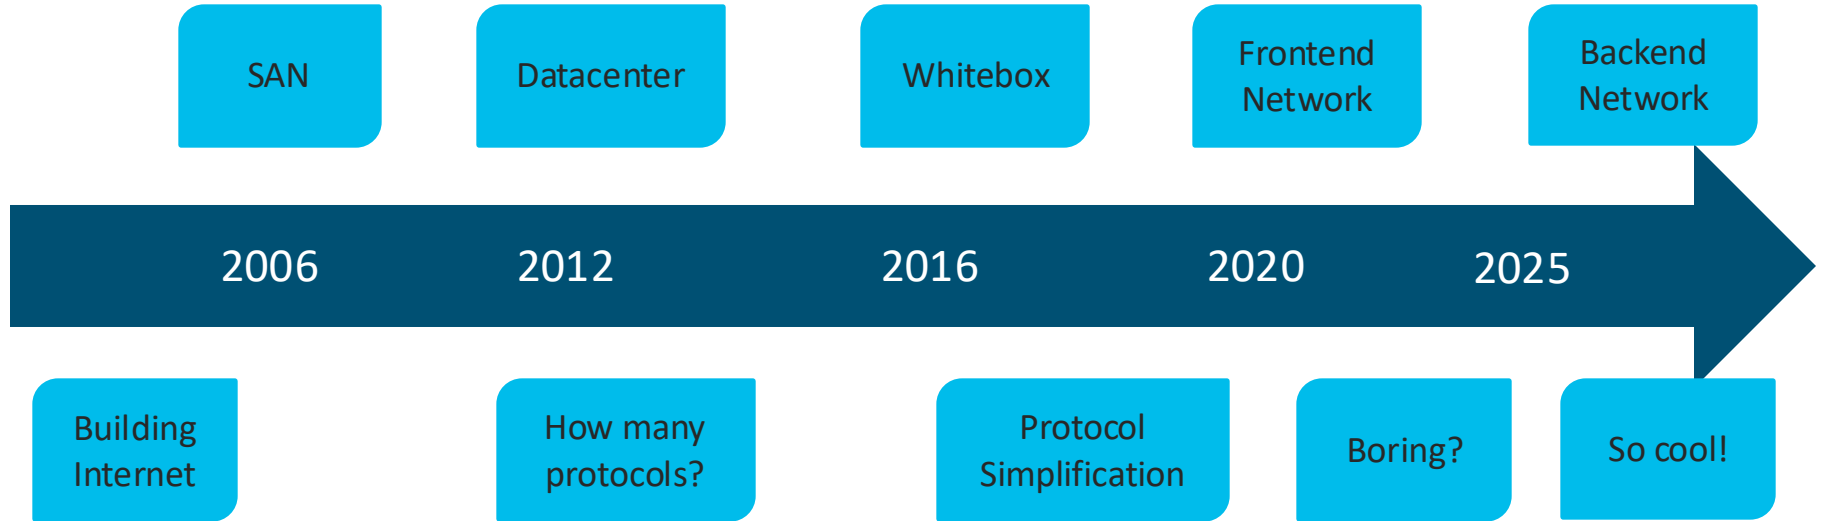 SAN
Datacenter
Whitebox
Frontend
Network
Backend
Network
2006
2012
2016
2020
2025
Building
Internet
How many
protocols?
Protocol
Simplification
Boring?
So cool!